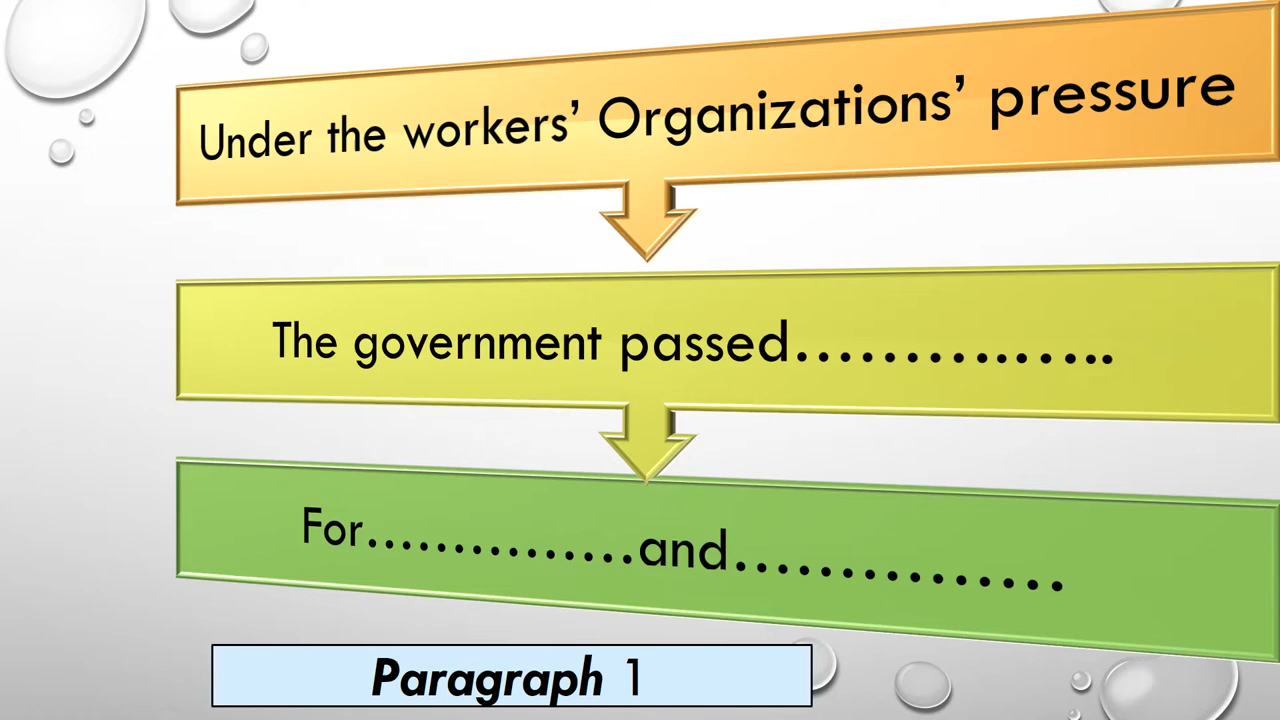 Under the workers’ Organizations’ pressure
The government passed……………..
For……………and……………
Paragraph 1